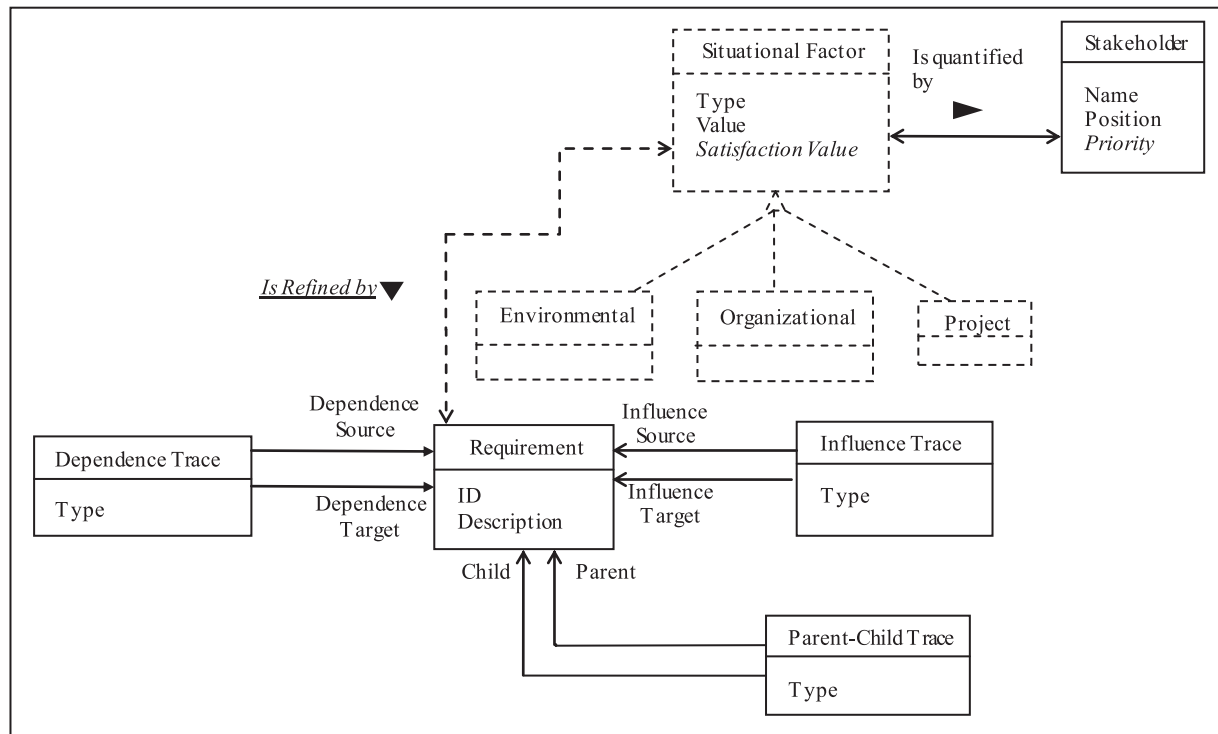 Situational Factor
Type
Value
Satisfaction Value
Is quantified
by
Stakeholder
Name
Position
Priority
Is Refined by
Environmental
Organizational
Project
Dependence
Source
Dependence Trace
Type
Dependence
Target
Requirement
ID
Description
Influence
Source
Influence
Target
Influence Trace
Type
Child
Parent
Parent-Child Trace
Type